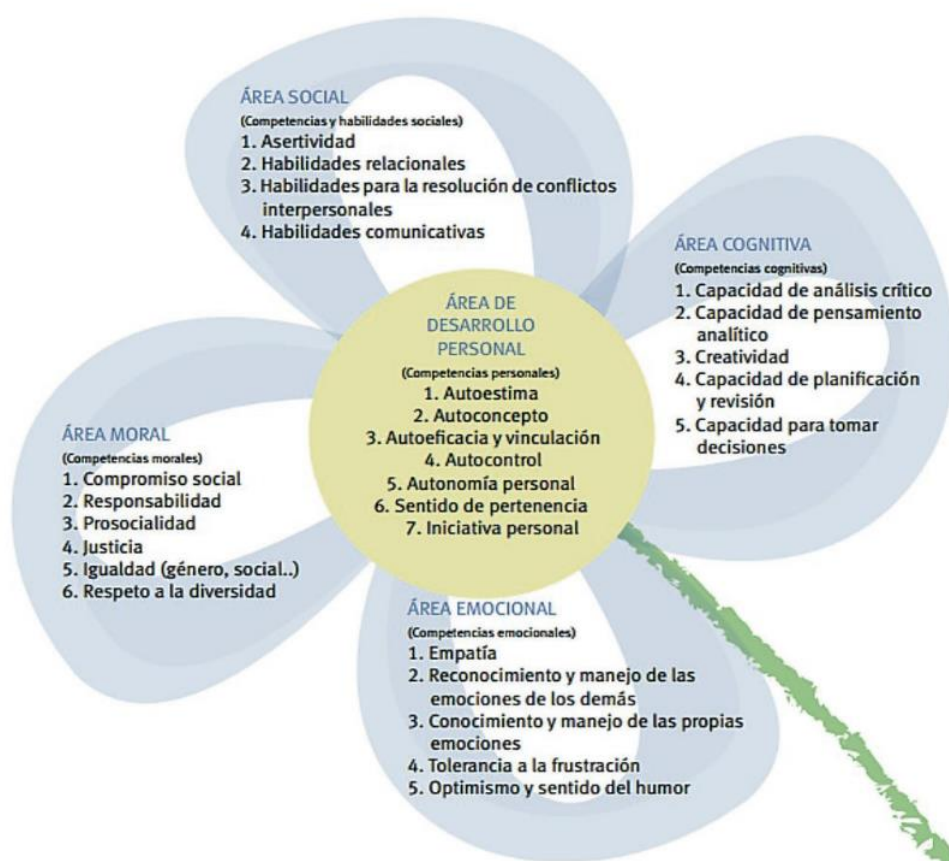 ÁREA SOCIAL
(Competencias y habilidades sociales)
1. Asertividad
2. Habilidades relacionales
3. Habilidades para la resolución de conflictos
interpersonales
4. Habilidades comunicativas
ÁREA COGNITIVA
(Competencias cognitivas)
1. Capacidad de análisis crítico
2. Capacidad de pensamiento
analítico
3. Creatividad
4. Capacidad de planificación
y revisión
5. Capacidad para tomar
decisiones
ÁREA DE
DESARROLLO
PERSONAL
(Competencias personales)
1. Autoestima
2. Autoconcepto
3. Autoeficacia y vinculación
4. Autocontrol
5. Autonomía personal
6. Sentido de pertenencia
7. Iniciativa personal
ÁREA MORAL
(Competencias morales)
1. Compromiso social
2. Responsabilidad
3. Prosocialidad
4. Justicia
5. Igualdad (género, social..)
6. Respeto a la diversidad
ÁREA EMOCIONAL
(Competencias emocionales)
1. Empatía
2. Reconocimiento y manejo de las
emociones de los demás
3. Conocimiento y manejo de las propias
emociones
4. Tolerancia a la frustración
5. Optimismo y sentido del humor